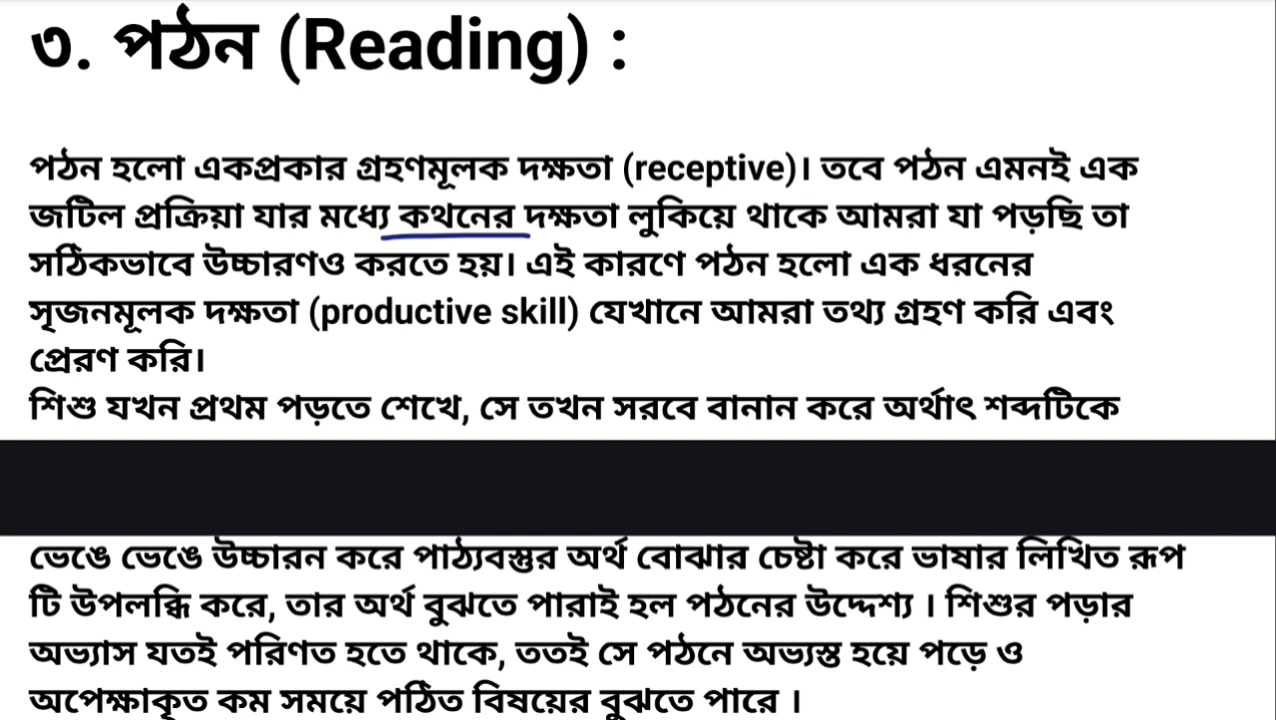 ৩. পঠন (Reading) :
পঠন হলো একপ্রকার গ্রহণমূলক দক্ষতা (receptive)। তবে পঠন এমনই এক
জটিল প্রক্রিয়া যার মধ্যে কথনের দক্ষতা লুকিয়ে থাকে আমরা যা পড়ছি তা
সঠিকভাবে উচ্চারণও করতে হয়। এই কারণে পঠন হলো এক ধরনের
সৃজনমূলক দক্ষতা (productive skill) যেখানে আমরা তথ্য গ্রহণ করি এবং
প্রেরণ করি।
শিশু যখন প্রথম পড়তে শেখে, সে তখন সরবে বানান করে অর্থাৎ শব্দটিকে
ভেঙে ভেঙে উচ্চারন করে পাঠ্যবস্তুর অর্থ বোঝার চেষ্টা করে ভাষার লিখিত রূপ
টি উপলব্ধি করে, তার অর্থ বুঝতে পারাই হল পঠনের উদ্দেশ্য । শিশুর পড়ার
অভ্যাস যতই পরিণত হতে থাকে, ততই সে পঠনে অভ্যস্ত হয়ে পড়ে ও
অপেক্ষাকৃত কম সময়ে পঠিত বিষয়ের বুঝতে পারে ।